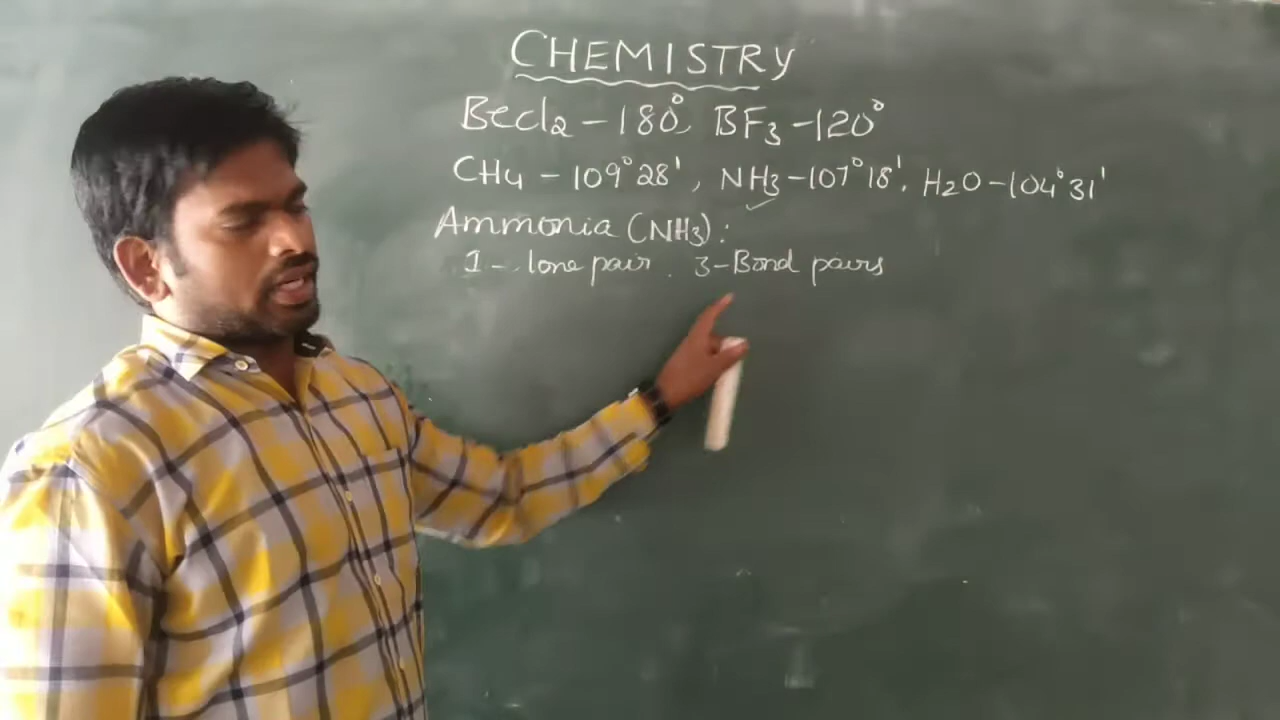 CHEMISTRY
Becl2 - 180°, BF3 - 120°
CH4 - 109°28', NH3 - 107°18', H2O - 104°31'
Ammonia (NH3):
1 - lone pair. 3 - Bond pairs